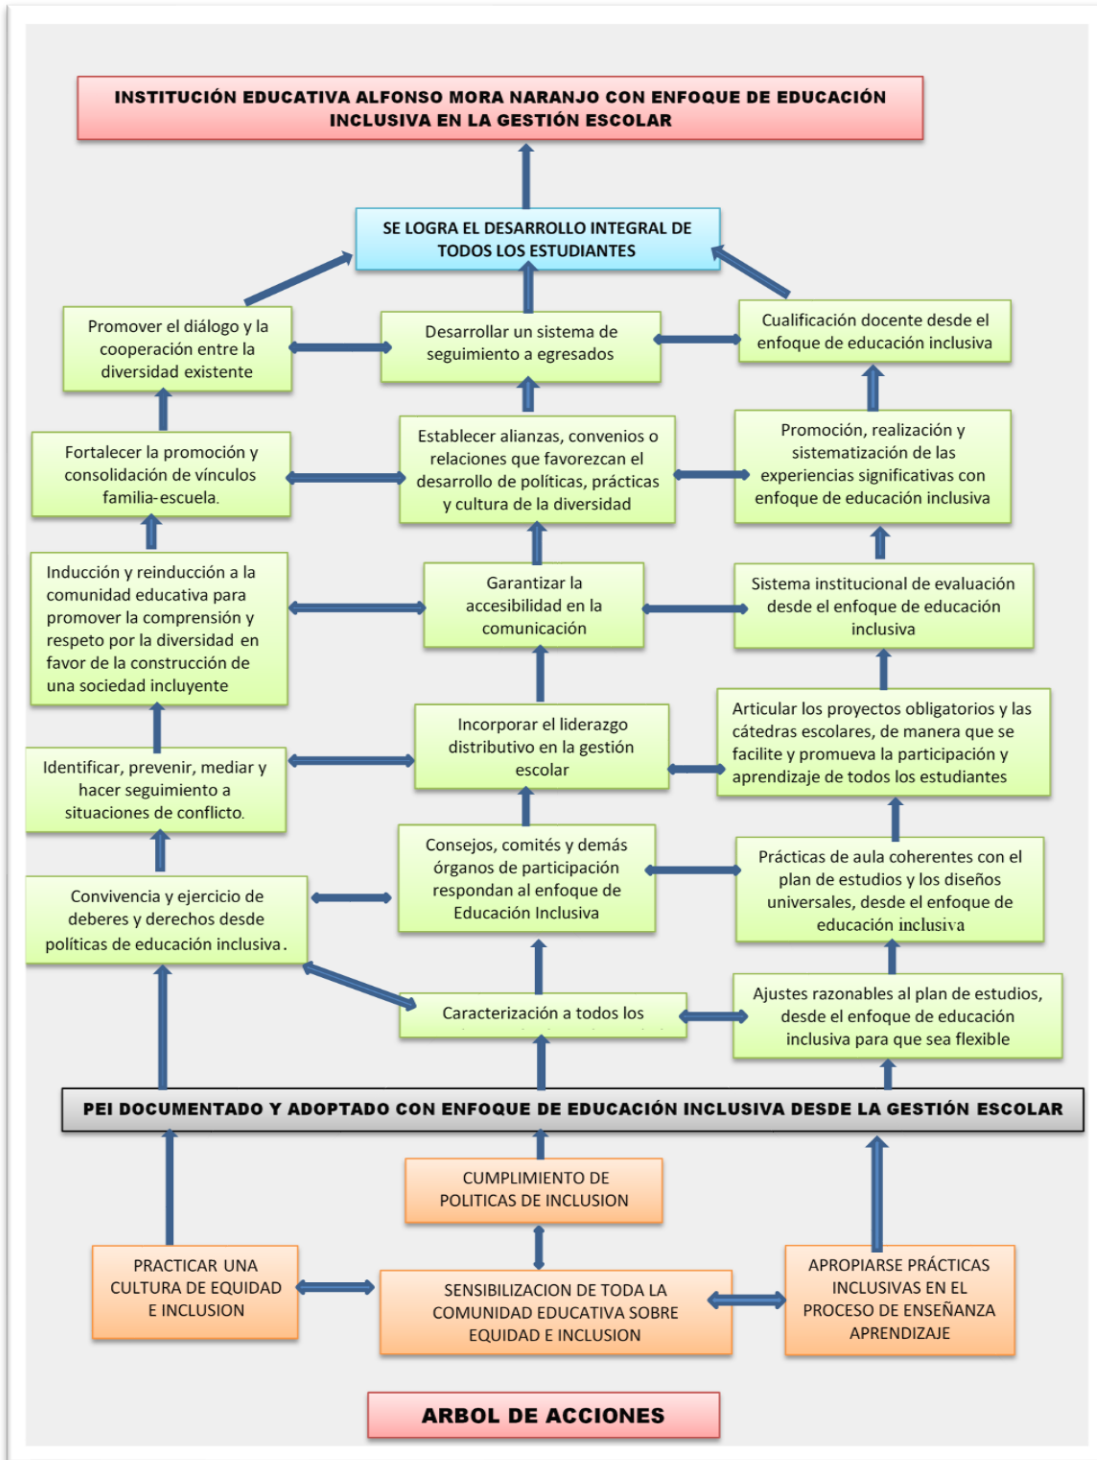 INSTITUCIÓN EDUCATIVA ALFONSO MORA NARANJO CON ENFOQUE DE EDUCACIÓN
INCLUSIVA EN LA GESTIÓN ESCOLAR
SE LOGRA EL DESARROLLO INTEGRAL DE
TODOS LOS ESTUDIANTES
Promover el diálogo y la
cooperación entre la
diversidad existente
Desarrollar un sistema de
seguimiento a egresados
Cualificación docente desde el
enfoque de educación inclusiva
Fortalecer la promoción y
consolidación de vínculos
familia-escuela.
Establecer alianzas, convenios o
relaciones que favorezcan el
desarrollo de políticas, prácticas
y cultura de la diversidad
Promoción, realización y
sistematización de las
experiencias significativas con
enfoque de educación inclusiva
Inducción y reinducción a la
comunidad educativa para
promover la comprensión y
respeto por la diversidad en
favor de la construcción de
una sociedad incluyente
Garantizar la
accesibilidad en la
comunicación
Sistema institucional de evaluación
desde el enfoque de educación
inclusiva
Identificar, prevenir, mediar y
hacer seguimiento a
situaciones de conflicto.
Incorporar el liderazgo
distributivo en la gestión
escolar
Articular los proyectos obligatorios y las
cátedras escolares, de manera que se
facilite y promueva la participación y
aprendizaje de todos los estudiantes
Convivencia y ejercicio de
deberes y derechos desde
políticas de educación inclusiva.
Consejos, comités y demás
órganos de participación
respondan al enfoque de
Educación Inclusiva
Prácticas de aula coherentes con el
plan de estudios y los diseños
universales, desde el enfoque de
educación inclusiva
Caracterización a todos los
Ajustes razonables al plan de estudios,
desde el enfoque de educación
inclusiva para que sea flexible
PEI DOCUMENTADO Y ADOPTADO CON ENFOQUE DE EDUCACIÓN INCLUSIVA DESDE LA GESTIÓN ESCOLAR
CUMPLIMIENTO DE
POLITICAS DE INCLUSION
PRACTICAR UNA
CULTURA DE EQUIDAD
E INCLUSION
SENSIBILIZACION DE TODA LA
COMUNIDAD EDUCATIVA SOBRE
EQUIDAD E INCLUSION
APROPIARSE PRÁCTICAS
INCLUSIVAS EN EL
PROCESO DE ENSEÑANZA
APRENDIZAJE
ARBOL DE ACCIONES